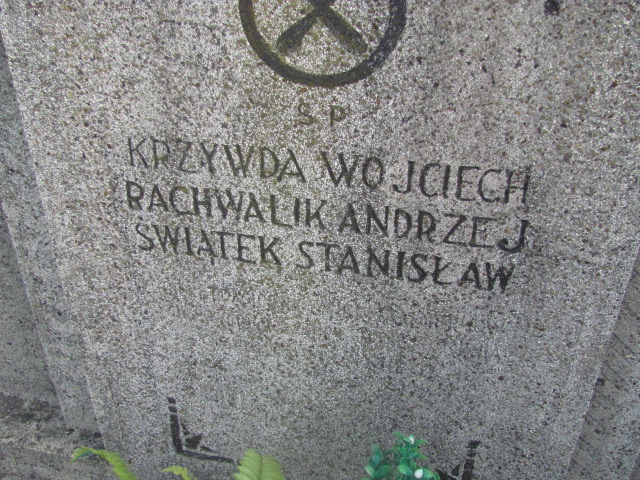 ŚP
KRZYWDA WOJCIECH
RACHWALIK ANDRZEJ
ŚWIĄTEK STANISŁAW